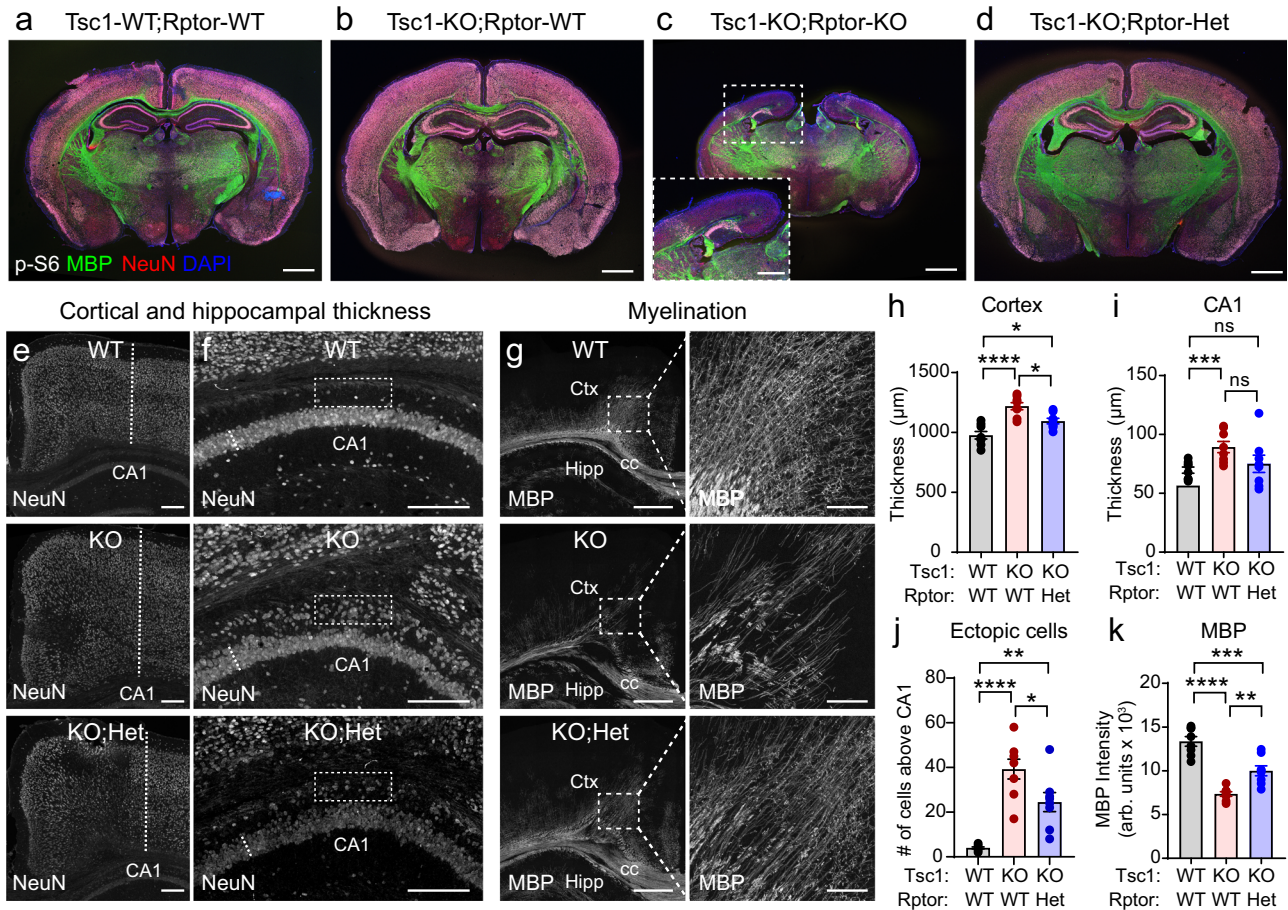 a Tsc1-WT;Rptor-WT
b Tsc1-KO;Rptor-WT
c Tsc1-KO;Rptor-KO
d Tsc1-KO;Rptor-Het
p-S6 MBP NeuN DAPI
Cortical and hippocampal thickness
Myelination
e WT
CA1
NeuN
f WT
CA1
NeuN
g WT
Ctx
Hipp
cc
MBP
MBP
KO
CA1
NeuN
KO
CA1
NeuN
KO
Ctx
Hipp
cc
MBP
MBP
KO;Het
CA1
NeuN
KO;Het
CA1
NeuN
KO;Het
Ctx
Hipp
cc
MBP
MBP
h Cortex
*
**** *
Thickness (µm)
1500
1000
500
0
Tsc1: WT KO KO
Rptor: WT WT Het
i CA1
ns
*** ns
Thickness (µm)
150
100
50
0
Tsc1: WT KO KO
Rptor: WT WT Het
j Ectopic cells
**
**** *
# of cells above CA1
80
60
40
20
0
Tsc1: WT KO KO
Rptor: WT WT Het
k MBP
***
**** **
MBP Intensity
(arb. units x 10³)
20
15
10
5
0
Tsc1: WT KO KO
Rptor: WT WT Het